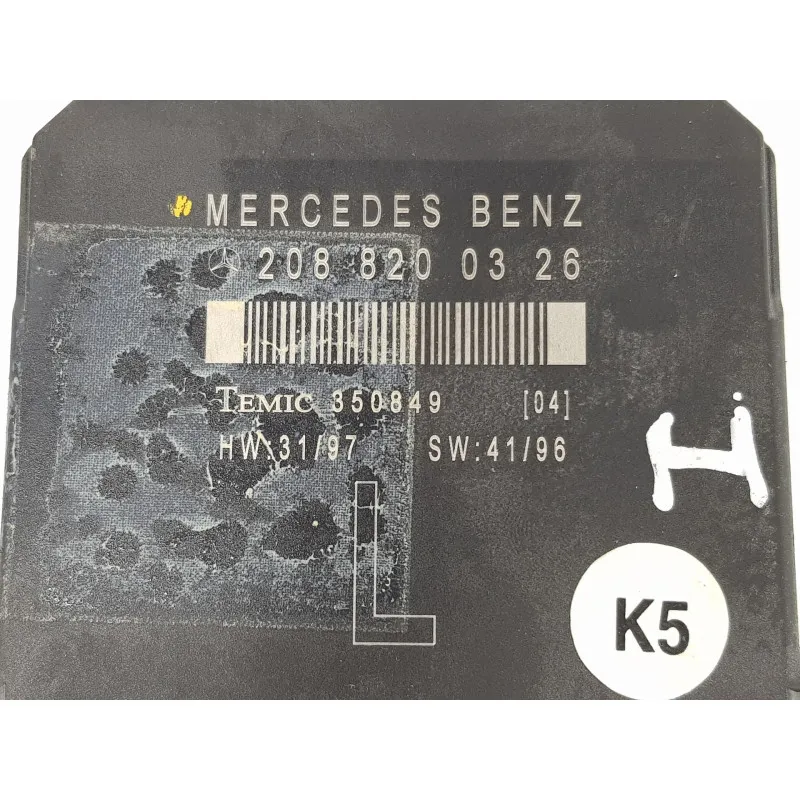 MERCEDES BENZ
208 820 03 26
TEMIC 350849 [04]
HW:31/97 SW:41/96
L
K5